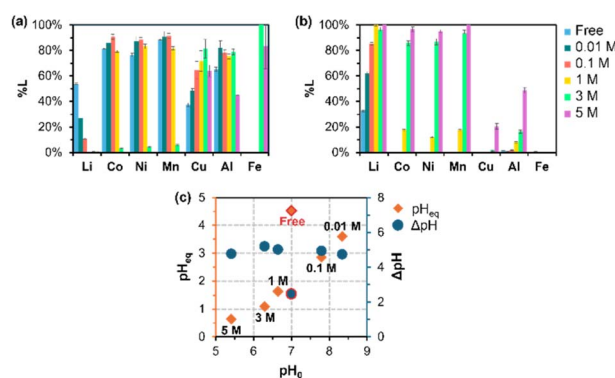 (a)
100%
80%
60%
40%
20%
0%
%L
Li Co Ni Mn Cu Al Fe
(b)
100%
80%
60%
40%
20%
0%
%L
Li Co Ni Mn Cu Al Fe
Free
0.01 M
0.1 M
1 M
3 M
5 M
(c)
5
4
3
2
1
0
pHeq
8
6
4
2
0
ΔpH
5 6 7 8 9
pH0
Free
0.01 M
0.1 M
1 M
3 M
5 M
pHeq
ΔpH